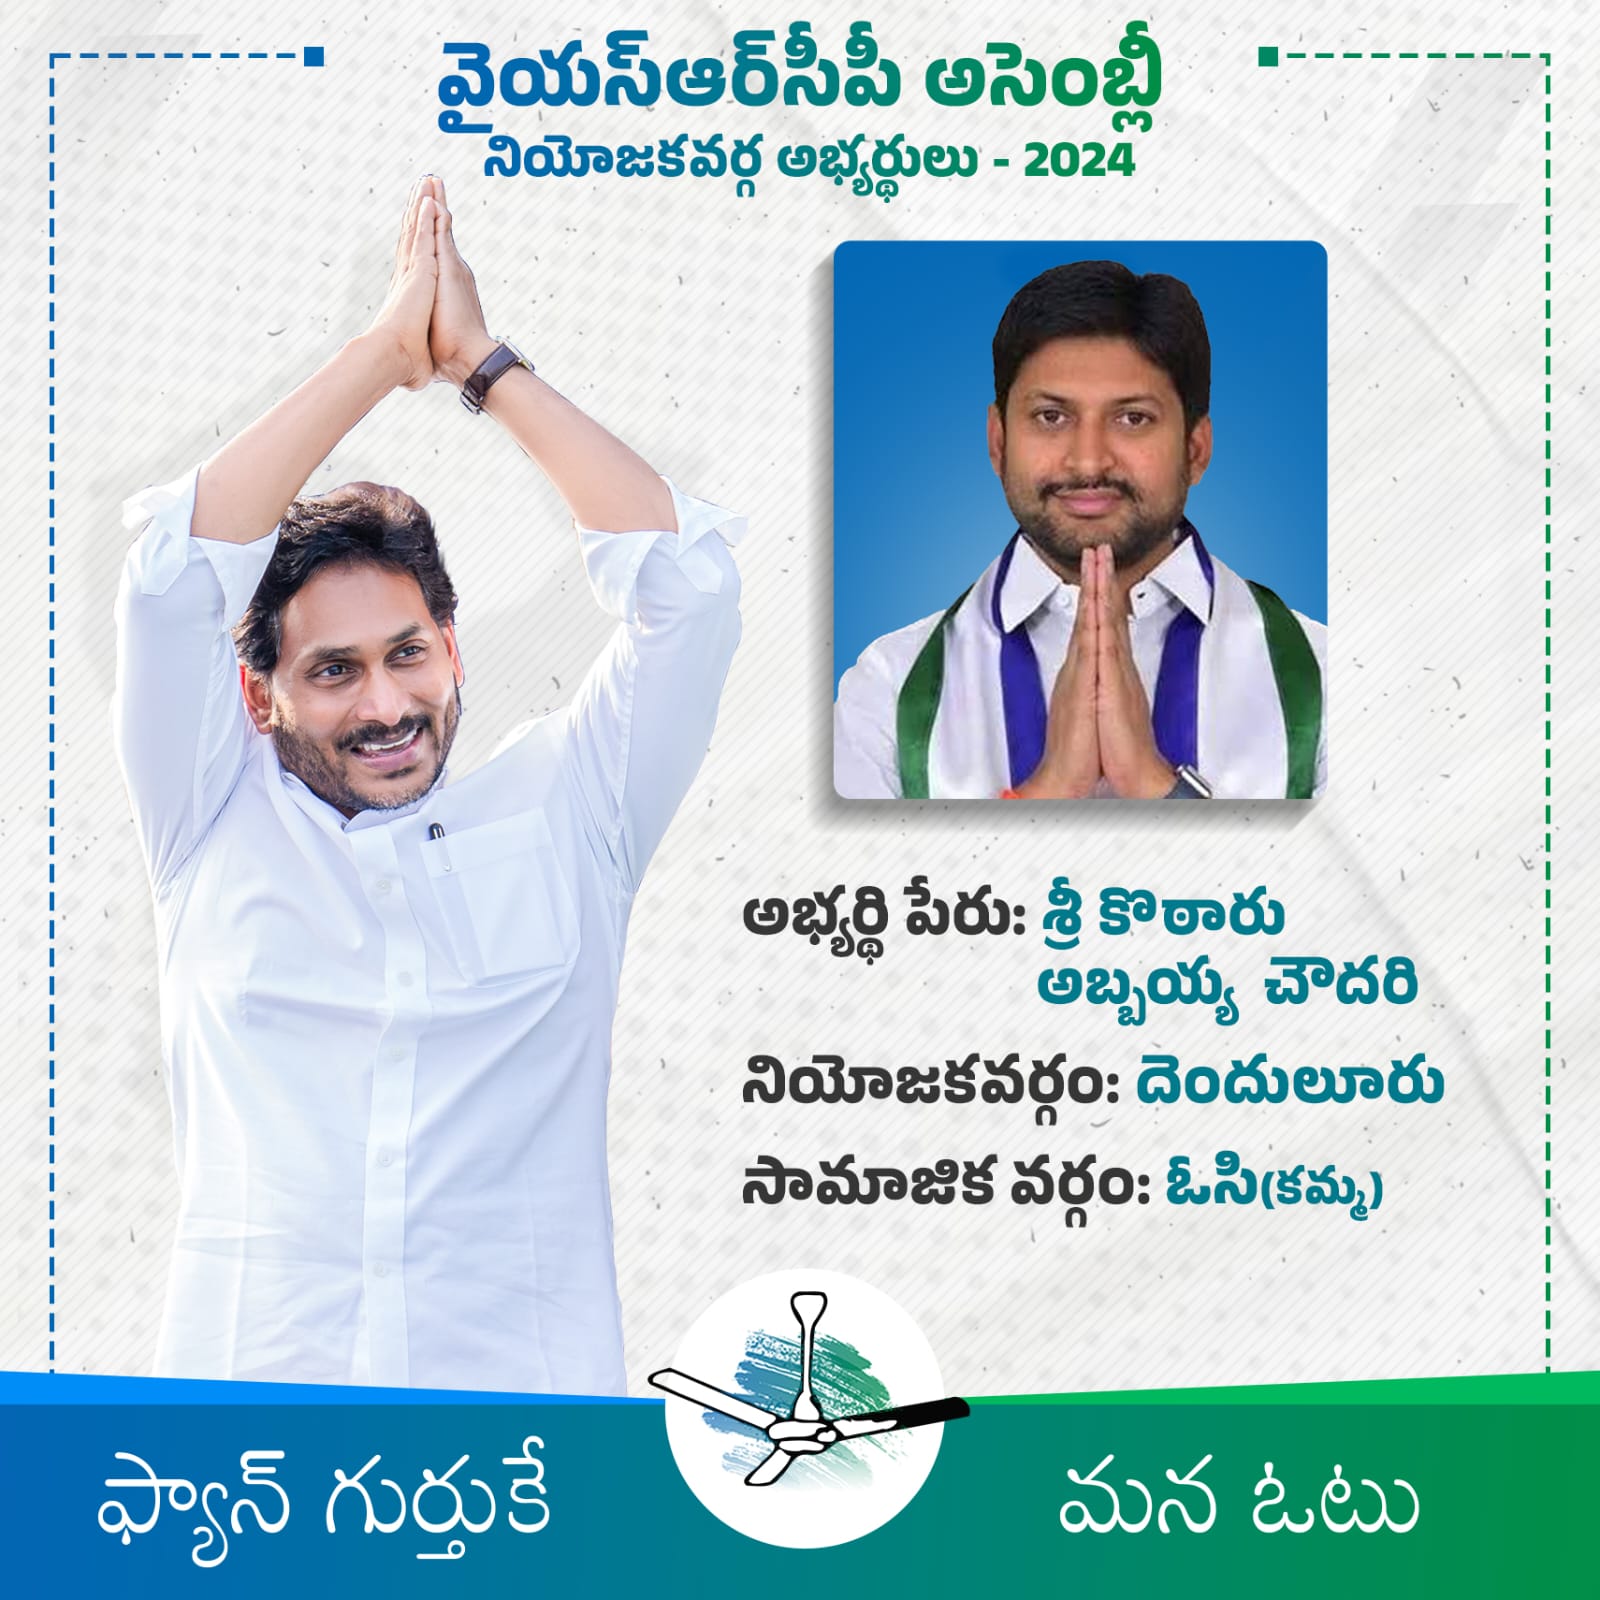 వైయస్ఆర్‌సీపీ అసెంబ్లీ
నియోజకవర్గ అభ్యర్థులు - 2024
అభ్యర్థి పేరు: శ్రీ కొఠారు
అబ్బయ్య చౌదరి
నియోజకవర్గం: దెందులూరు
సామాజిక వర్గం: ఓసి(కమ్మ)
ఫ్యాన్ గుర్తుకే మన ఓటు